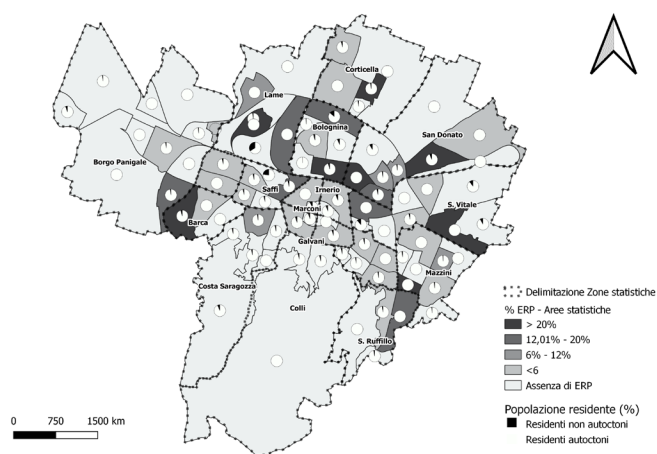 Corticella
Lame
Bolognina
San Donato
Borgo Panigale
Saffi
Irnerio
S. Vitale
Marconi
Barca
Galvani
Mazzini
Costa Saragozza
Colli
S. Ruffillo
Delimitazione Zone statistiche
% ERP - Aree statistiche
> 20%
12,01% - 20%
6% - 12%
<6
Assenza di ERP
Popolazione residente (%)
Residenti non autoctoni
Residenti autoctoni
0 750 1500 km